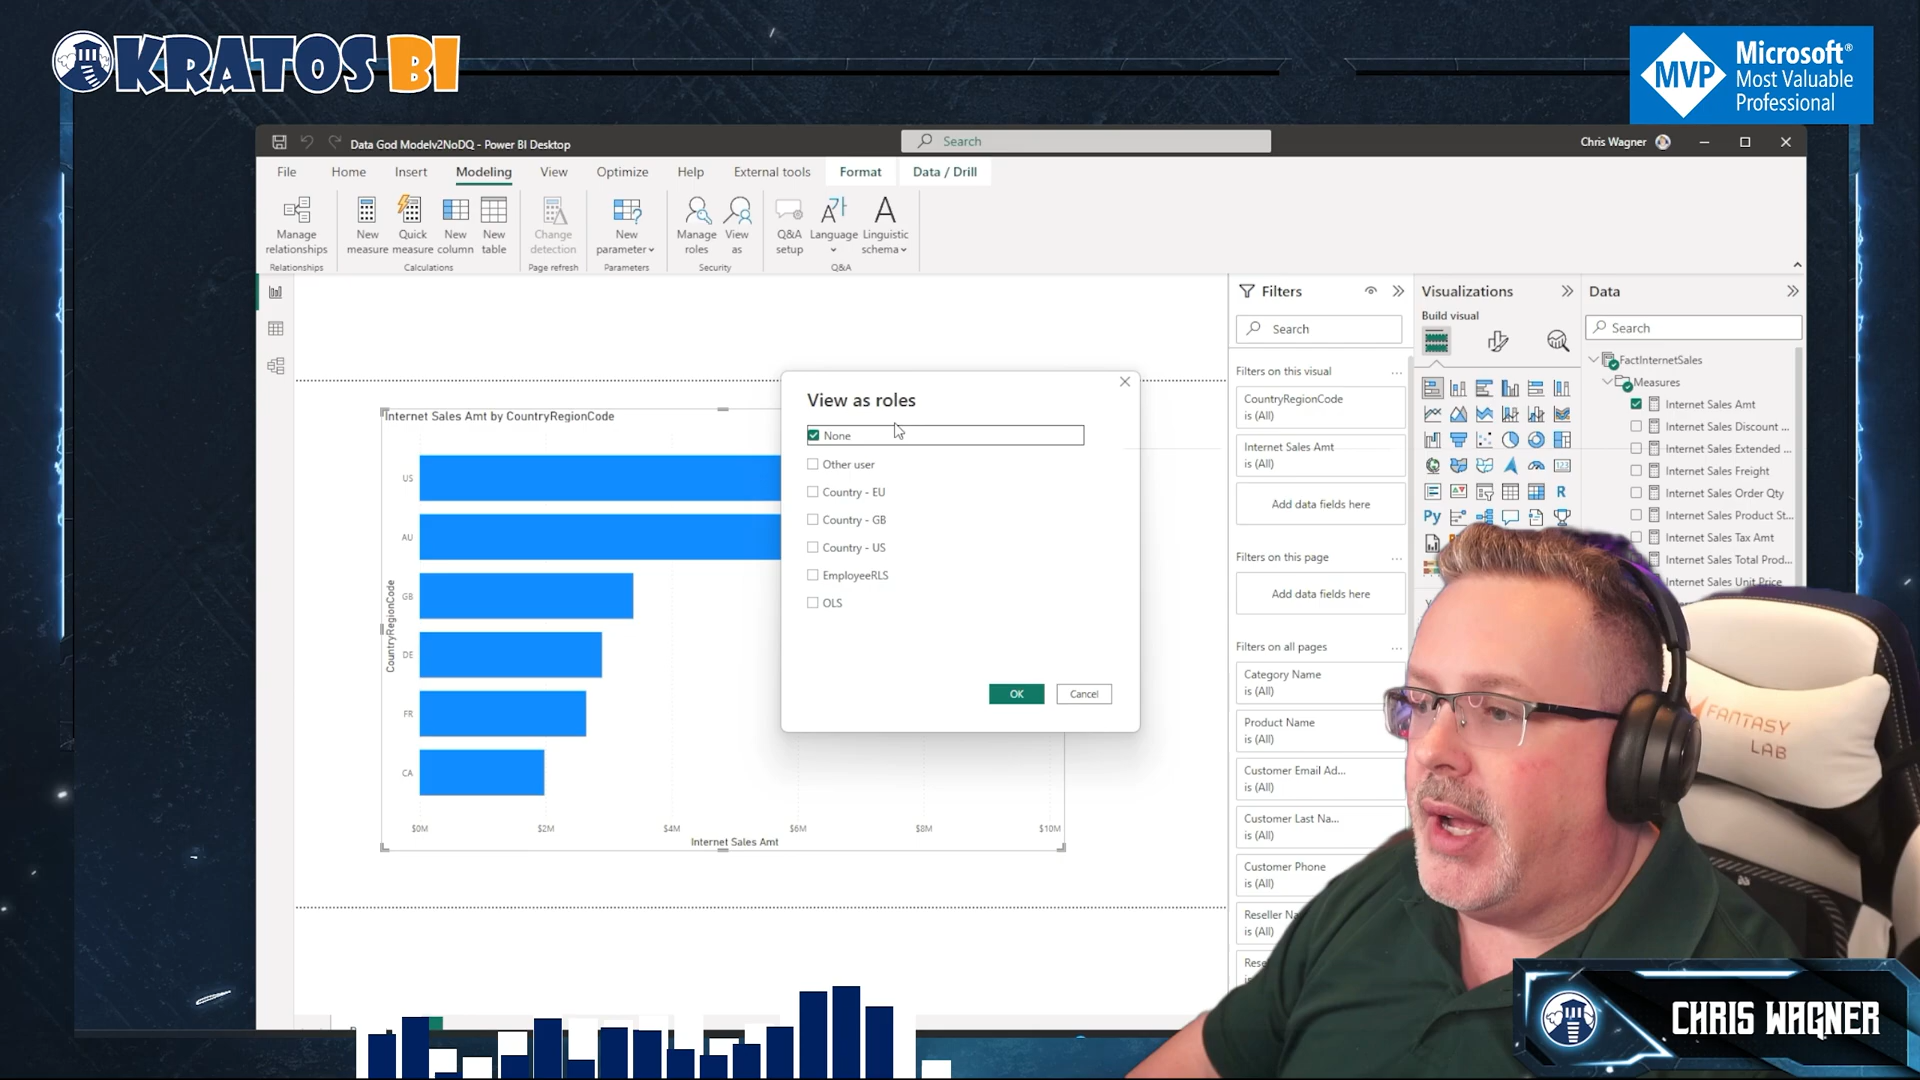 KRATOS BI
MVP
Microsoft®
Most Valuable
Professional
Data God Modelv2NoDQ - Power BI Desktop
Search
Chris Wagner
File
Home
Insert
Modeling
View
Optimize
Help
External tools
Format
Data / Drill
Manage
relationships
New
measure
Quick
measure
New
column
New
table
Change
detection
New
parameter
Manage
roles
View
as
Q&A
setup
Language
Linguistic
schema
Relationships
Calculations
Page refresh
Parameters
Security
Q&A
Internet Sales Amt by CountryRegionCode
CountryRegionCode
US
AU
GB
DE
FR
CA
$0M
$2M
$4M
$6M
$8M
$10M
Internet Sales Amt
View as roles
None
Other user
Country - EU
Country - GB
Country - US
EmployeeRLS
OLS
OK
Cancel
Filters
Search
Filters on this visual
...
CountryRegionCode
is (All)
Internet Sales Amt
is (All)
Add data fields here
Filters on this page
...
Add data fields here
Filters on all pages
...
Category Name
is (All)
Product Name
is (All)
Customer Email Ad...
is (All)
Customer Last Na...
is (All)
Customer Phone
is (All)
Reseller Na
is (All)
Rese
Visualizations
Build visual
R
Py
Data
Search
FactInternetSales
Measures
Internet Sales Amt
Internet Sales Discount ...
Internet Sales Extended ...
Internet Sales Freight
Internet Sales Order Qty
Internet Sales Product St...
Internet Sales Tax Amt
Internet Sales Total Prod...
Internet Sales Unit Price
FANTASY
LAB
CHRIS WAGNER